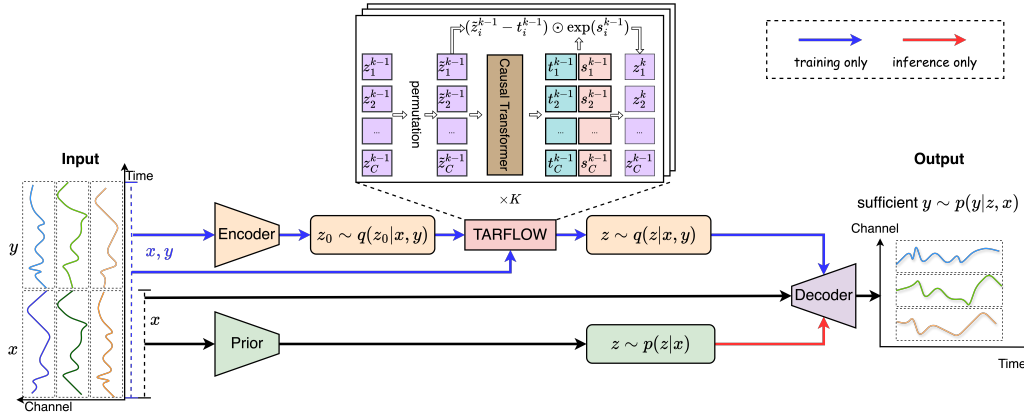 (z̃_i^{k-1} − t_i^{k-1}) ⊙ exp(s_i^{k-1})
z_1^{k-1} z̃_1^{k-1} t_1^{k-1} s_1^{k-1} z_1^k
z_2^{k-1} z̃_2^{k-1} t_2^{k-1} s_2^{k-1} z_2^k
... ... ... ... ...
z_C^{k-1} z̃_C^{k-1} t_C^{k-1} s_C^{k-1} z_C^k
permutation
Causal Transformer
×K
training only
inference only
Input
Time
y
x
Channel
x, y
x
Encoder
z_0 ∼ q(z_0|x, y)
TARFLOW
z ∼ q(z|x, y)
Prior
z ∼ p(z|x)
Decoder
Output
sufficient y ∼ p(y|z, x)
Channel
Time